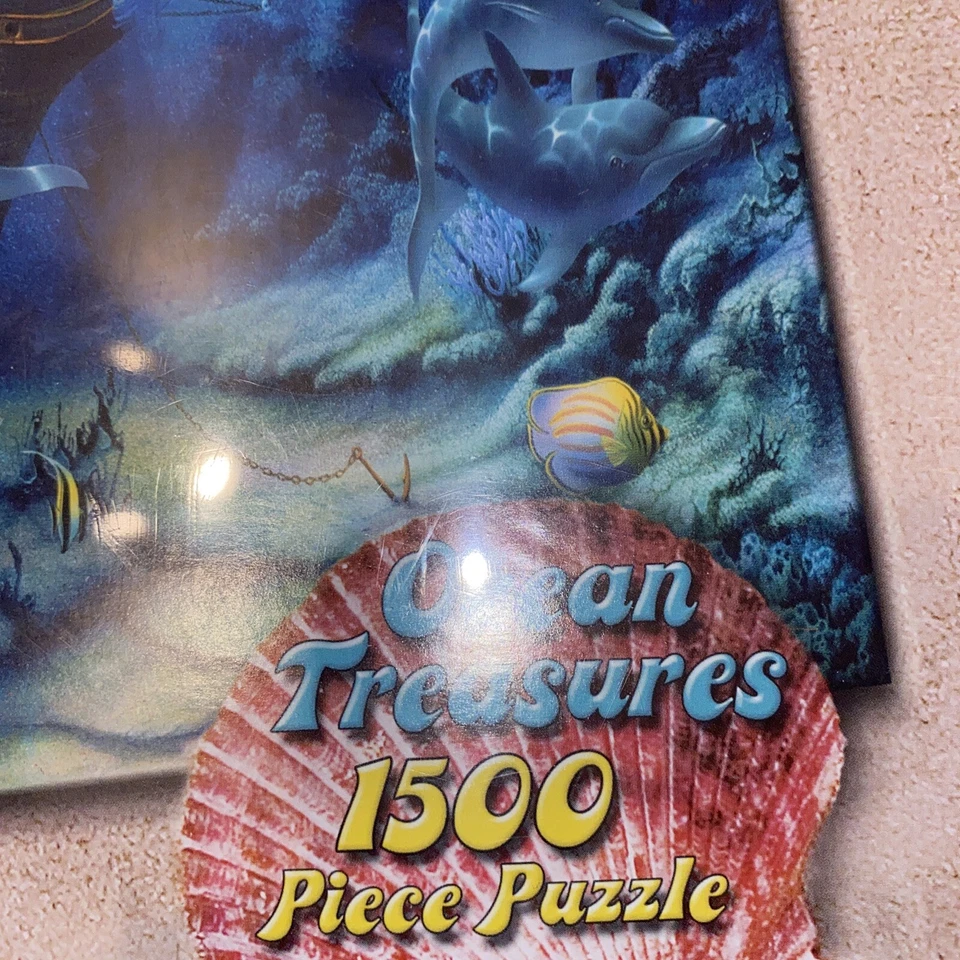 Ocean
Treasures
1500
Piece Puzzle